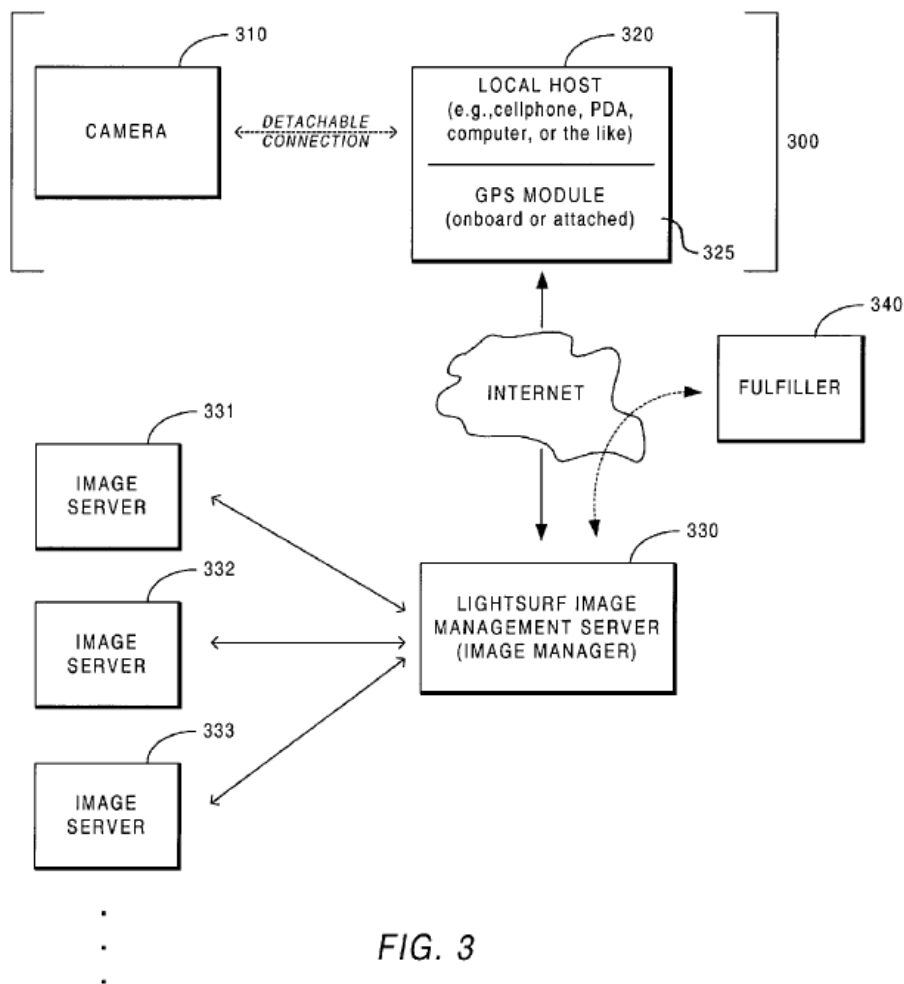 310
CAMERA
DETACHABLE
CONNECTION
320
LOCAL HOST
(e.g.,cellphone, PDA,
computer, or the like)
GPS MODULE
(onboard or attached)
325
300
340
FULFILLER
INTERNET
331
IMAGE
SERVER
332
IMAGE
SERVER
333
IMAGE
SERVER
330
LIGHTSURF IMAGE
MANAGEMENT SERVER
(IMAGE MANAGER)
FIG. 3